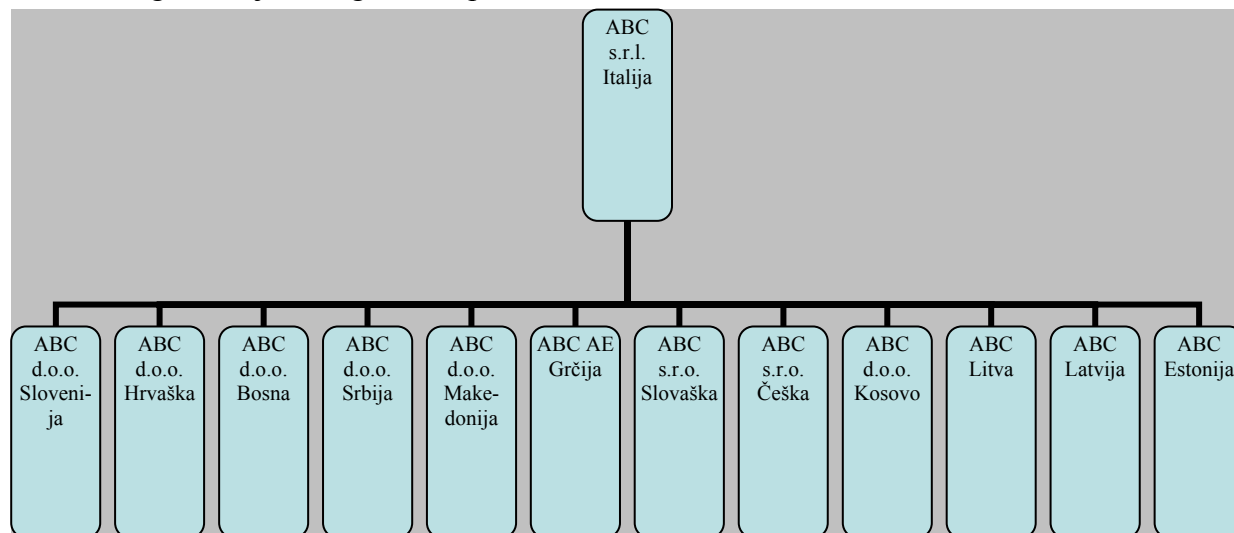 ABC
s.r.l.
Italija
ABC
d.o.o.
Sloveni-
ja
ABC
d.o.o.
Hrvaška
ABC
d.o.o.
Bosna
ABC
d.o.o.
Srbija
ABC
d.o.o.
Make-
donija
ABC AE
Grčija
ABC
s.r.o.
Slovaška
ABC
s.r.o.
Češka
ABC
d.o.o.
Kosovo
ABC
Litva
ABC
Latvija
ABC
Estonija